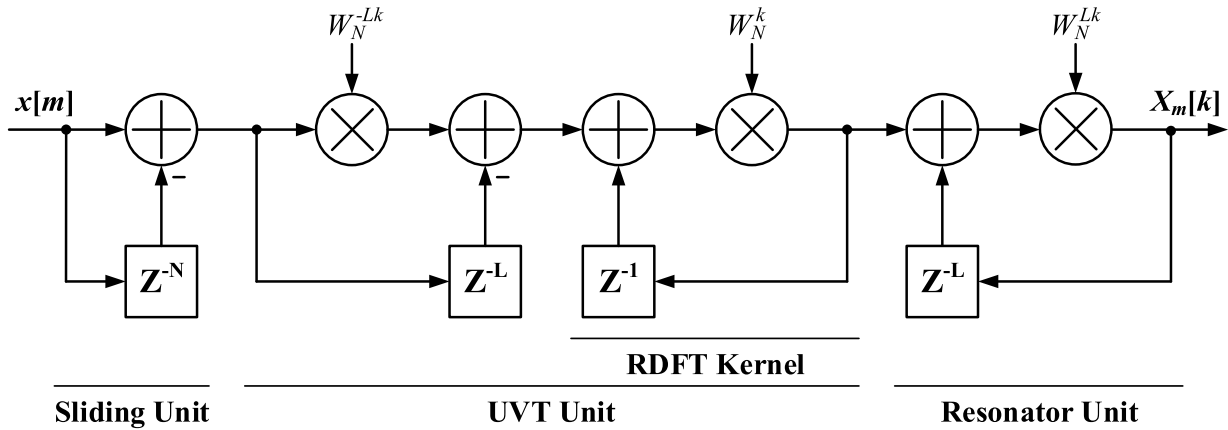 W_N^{-Lk} W_N^{k} W_N^{Lk}
x[m] X_m[k]
- -
Z^{-N} Z^{-L} Z^{-1} Z^{-L}
RDFT Kernel
Sliding Unit UVT Unit Resonator Unit